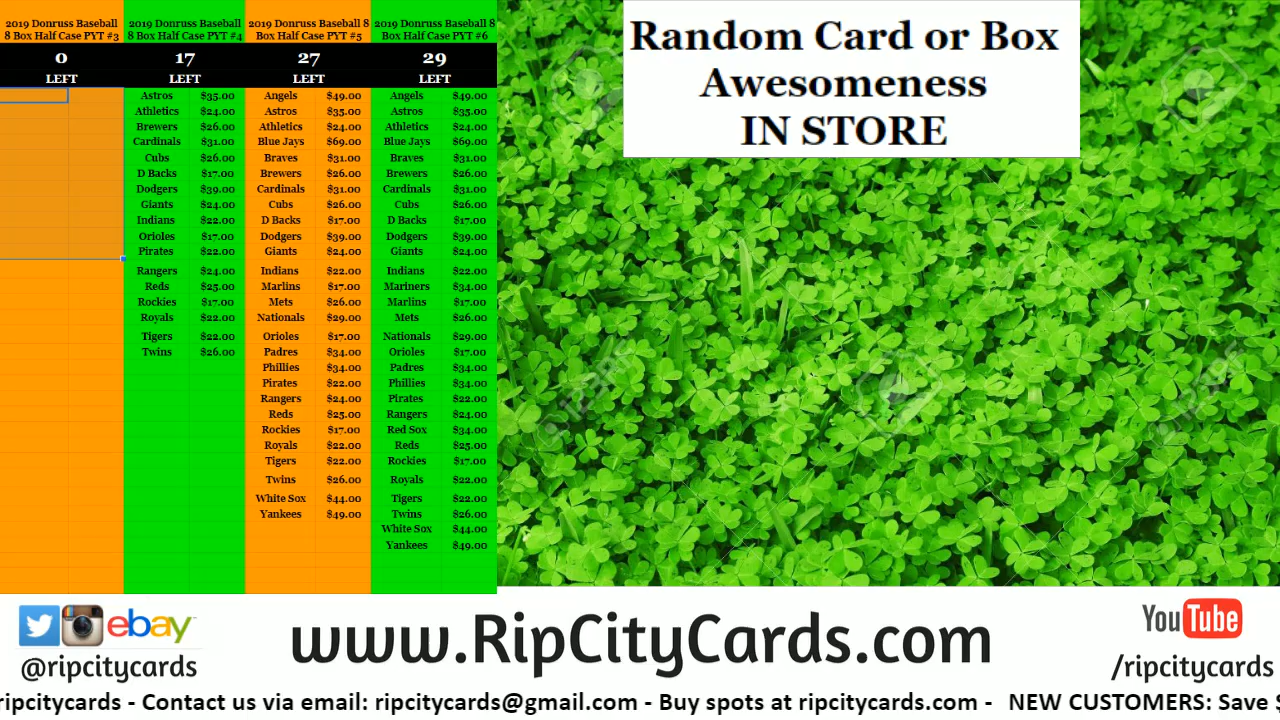 2019 Donruss Baseball
8 Box Half Case PYT #3
0
LEFT
2019 Donruss Baseball
8 Box Half Case PYT #4
17
LEFT
Astros $35.00
Athletics $24.00
Brewers $26.00
Cardinals $31.00
Cubs $26.00
D Backs $17.00
Dodgers $39.00
Giants $24.00
Indians $22.00
Orioles $17.00
Pirates $22.00
Rangers $24.00
Reds $25.00
Rockies $17.00
Royals $22.00
Tigers $22.00
Twins $26.00
2019 Donruss Baseball 8
Box Half Case PYT #5
27
LEFT
Angels $49.00
Astros $35.00
Athletics $24.00
Blue Jays $69.00
Braves $31.00
Brewers $26.00
Cardinals $31.00
Cubs $26.00
D Backs $17.00
Dodgers $39.00
Giants $24.00
Indians $22.00
Marlins $17.00
Mets $26.00
Nationals $29.00
Orioles $17.00
Padres $34.00
Phillies $34.00
Pirates $22.00
Rangers $24.00
Reds $25.00
Rockies $17.00
Royals $22.00
Tigers $22.00
Twins $26.00
White Sox $44.00
Yankees $49.00
2019 Donruss Baseball 8
Box Half Case PYT #6
29
LEFT
Angels $49.00
Astros $35.00
Athletics $24.00
Blue Jays $69.00
Braves $31.00
Brewers $26.00
Cardinals $31.00
Cubs $26.00
D Backs $17.00
Dodgers $39.00
Giants $24.00
Indians $22.00
Mariners $34.00
Marlins $17.00
Mets $26.00
Nationals $29.00
Orioles $17.00
Padres $34.00
Phillies $34.00
Pirates $22.00
Rangers $24.00
Red Sox $34.00
Reds $25.00
Rockies $17.00
Royals $22.00
Tigers $22.00
Twins $26.00
White Sox $44.00
Yankees $49.00
Random Card or Box
Awesomeness
IN STORE
ebay
@ripcitycards
www.RipCityCards.com
YouTube
/ripcitycards
ripcitycards - Contact us via email: ripcitycards@gmail.com - Buy spots at ripcitycards.com - NEW CUSTOMERS: Save